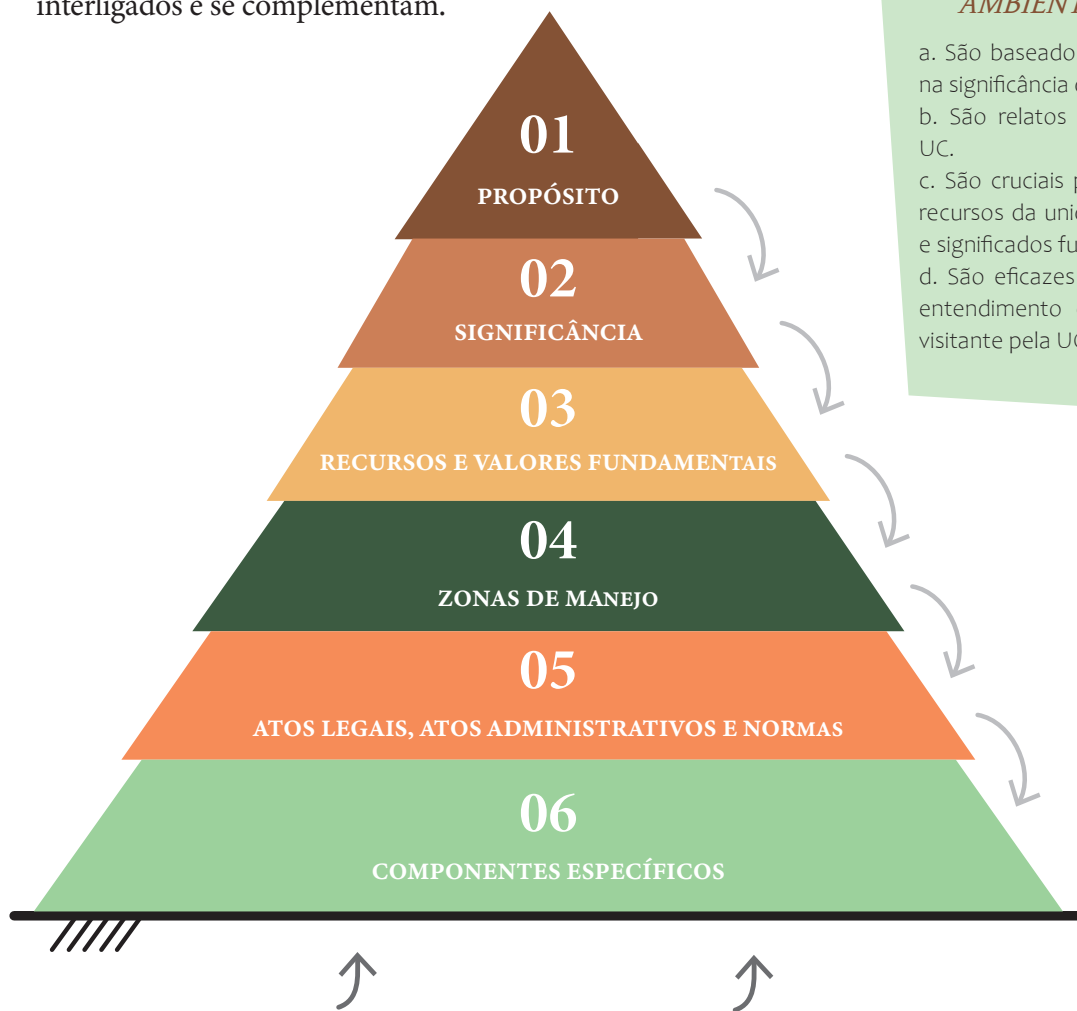 interligados e se complementam.
01
PROPÓSITO
02
SIGNIFICÂNCIA
03
RECURSOS E VALORES FUNDAMENTAIS
04
ZONAS DE MANEJO
05
ATOS LEGAIS, ATOS ADMINISTRATIVOS E NORMAS
06
COMPONENTES ESPECÍFICOS
a. São baseado
na significância
b. São relatos
UC.
c. São cruciais
recursos da
e significados
d. São eficazes
entendimento
visitante pela